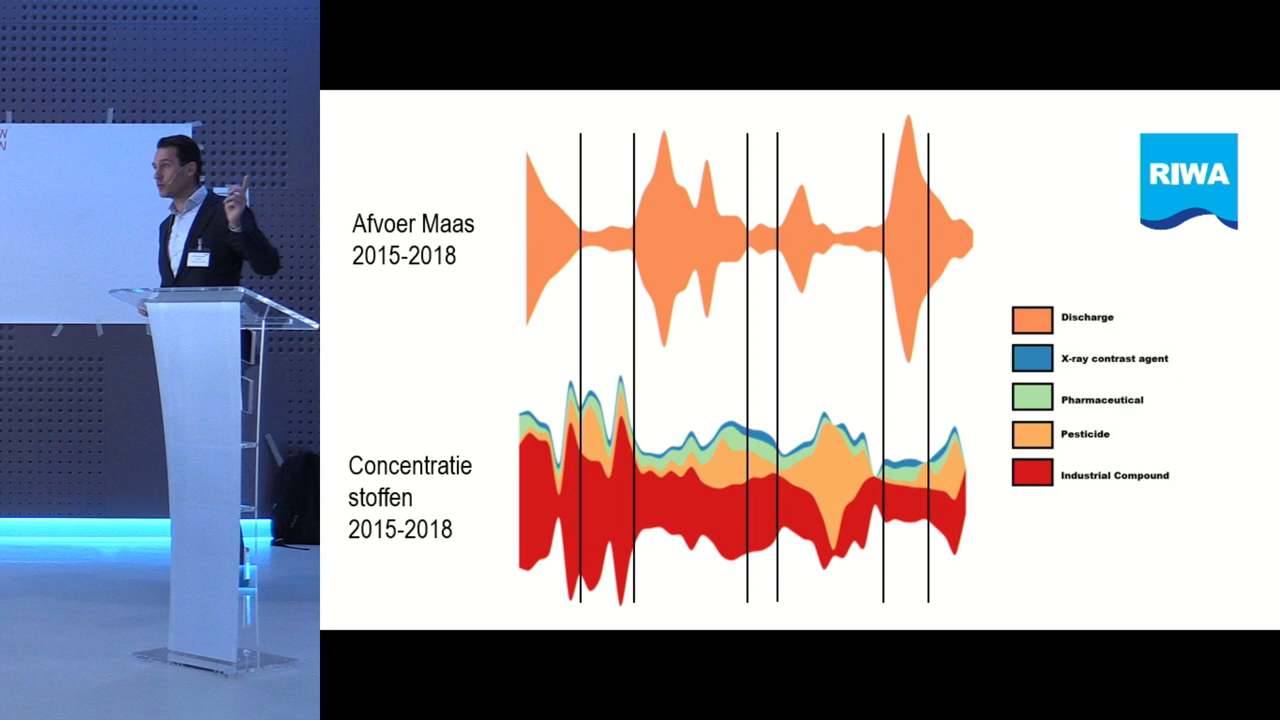 Afvoer Maas
2015-2018
RIWA
Discharge
X-ray contrast agent
Pharmaceutical
Pesticide
Industrial Compound
Concentratie
stoffen
2015-2018